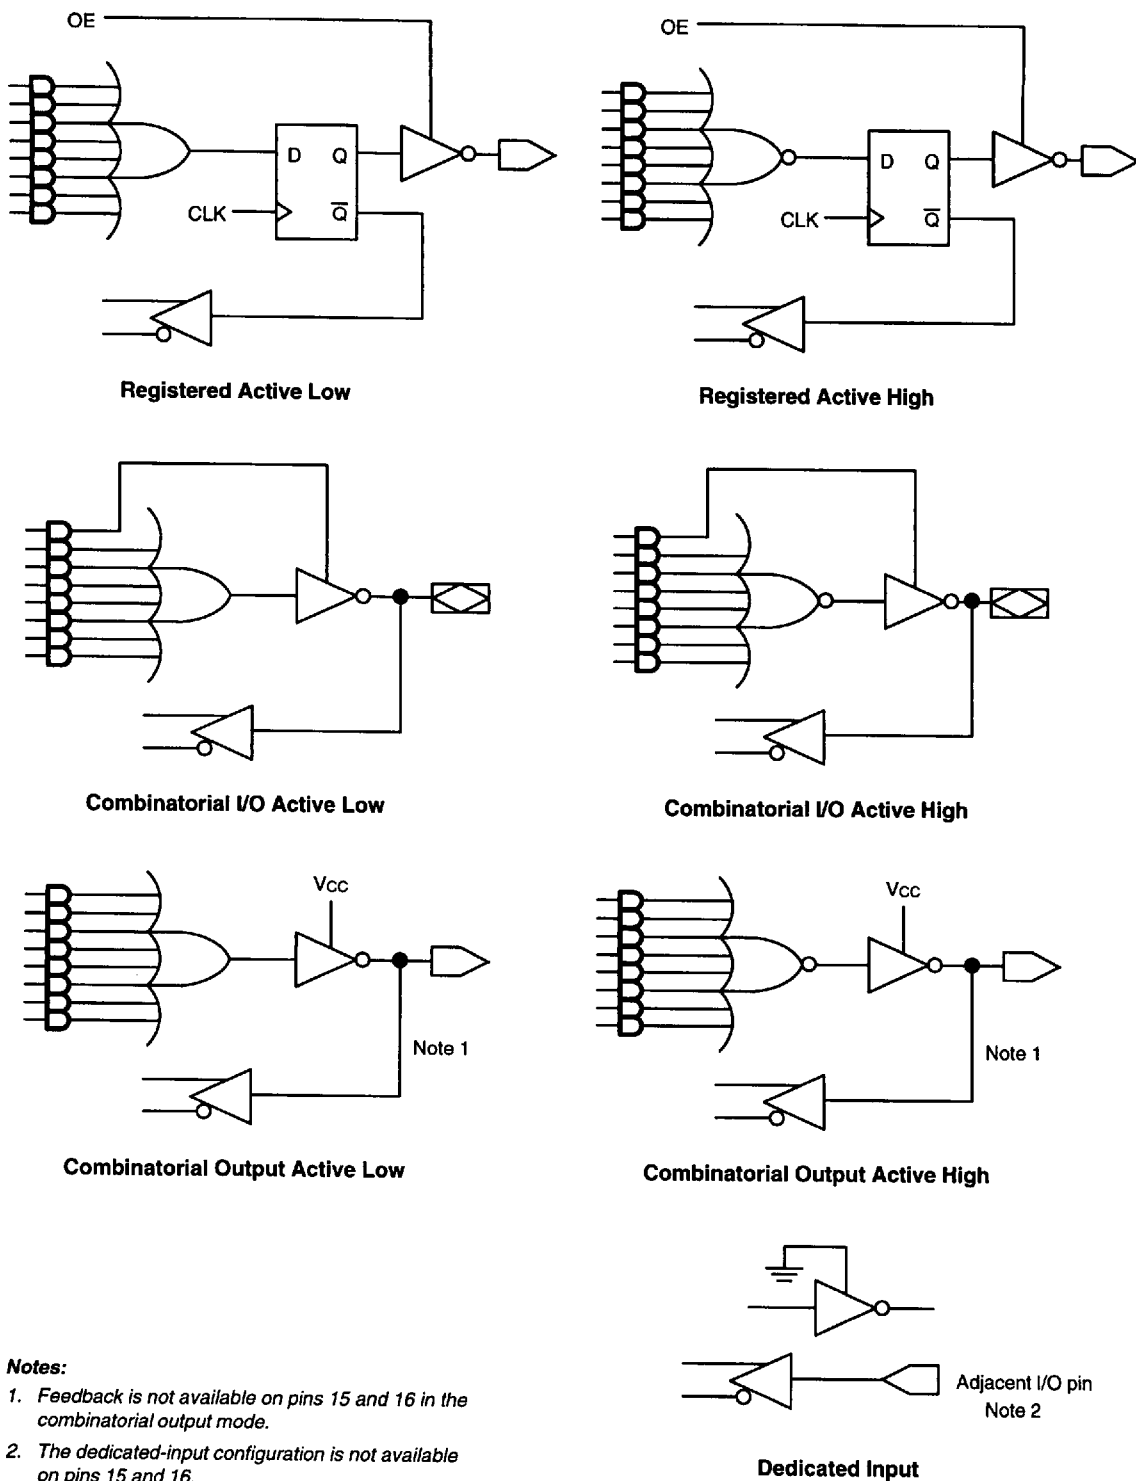 OE
D Q
CLK
Q
Registered Active Low
OE
D Q
CLK
Q
Registered Active High
Combinatorial I/O Active Low
Combinatorial I/O Active High
VCC
Note 1
Combinatorial Output Active Low
VCC
Note 1
Combinatorial Output Active High
Adjacent I/O pin
Note 2
Dedicated Input
Notes:
1. Feedback is not available on pins 15 and 16 in the
combinatorial output mode.
2. The dedicated-input configuration is not available
on pins 15 and 16.